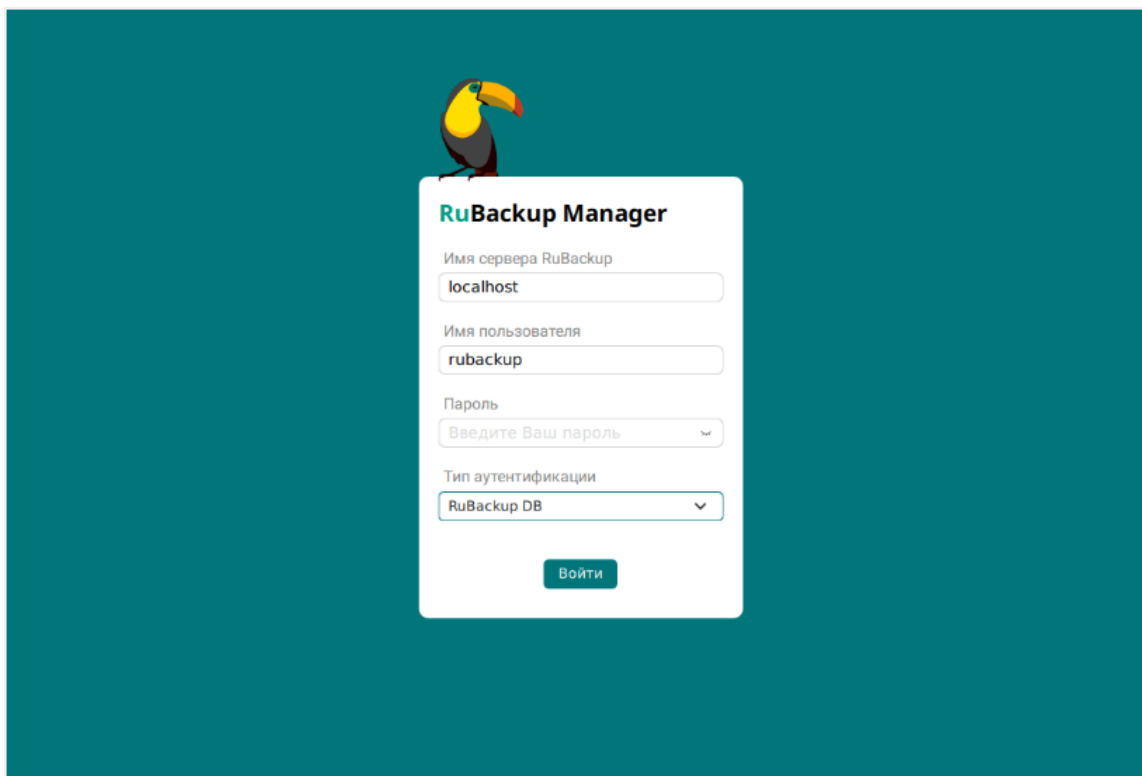 RuBackup Manager
Имя сервера RuBackup
localhost
Имя пользователя
rubackup
Пароль
Введите Ваш пароль
Тип аутентификации
RuBackup DB
Войти